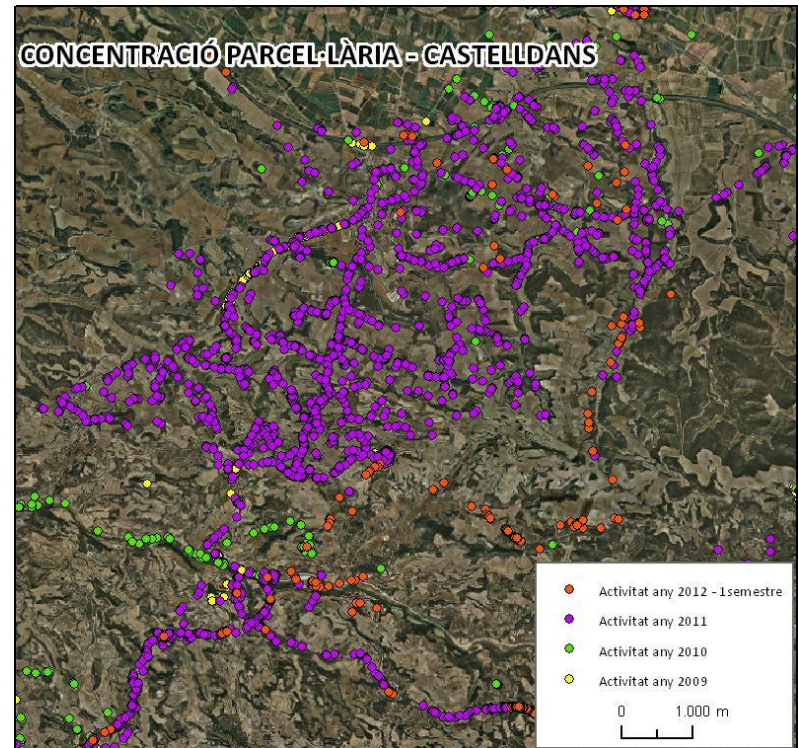 CONCENTRACIÓ PARCEL·LÀRIA - CASTELLDANS
Activitat any 2012 - 1semestre
Activitat any 2011
Activitat any 2010
Activitat any 2009
0 1.000 m